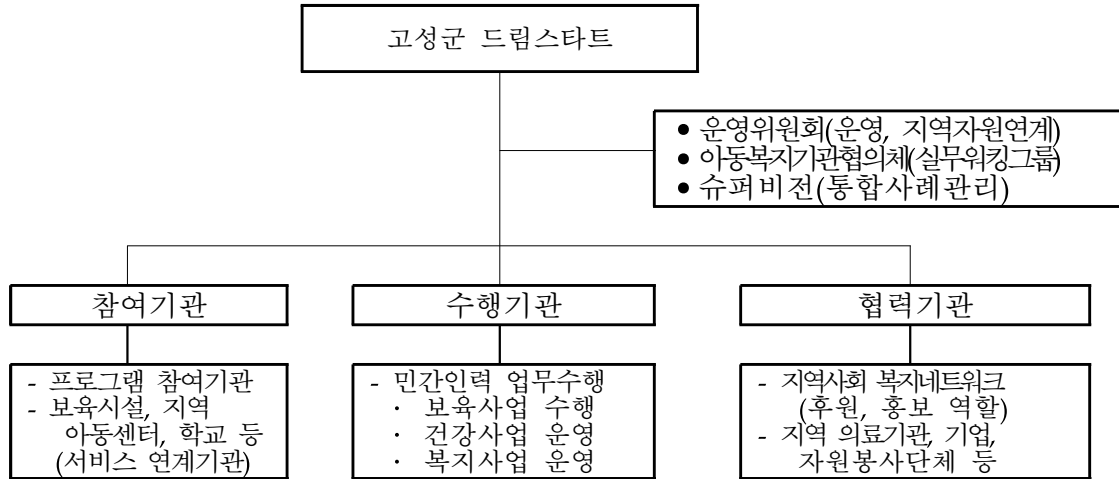 고성군 드림스타트
● 운영위원회(운영, 지역자원연계)
● 아동복지기관협의체(실무워킹그룹)
● 슈퍼비전(통합사례관리)
참여기관
수행기관
협력기관
- 프로그램 참여기관
- 보육시설, 지역
아동센터, 학교 등
(서비스 연계기관)
- 민간인력 업무수행
· 보육사업 수행
· 건강사업 운영
· 복지사업 운영
- 지역사회 복지네트워크
(후원, 홍보 역할)
- 지역 의료기관, 기업,
자원봉사단체 등